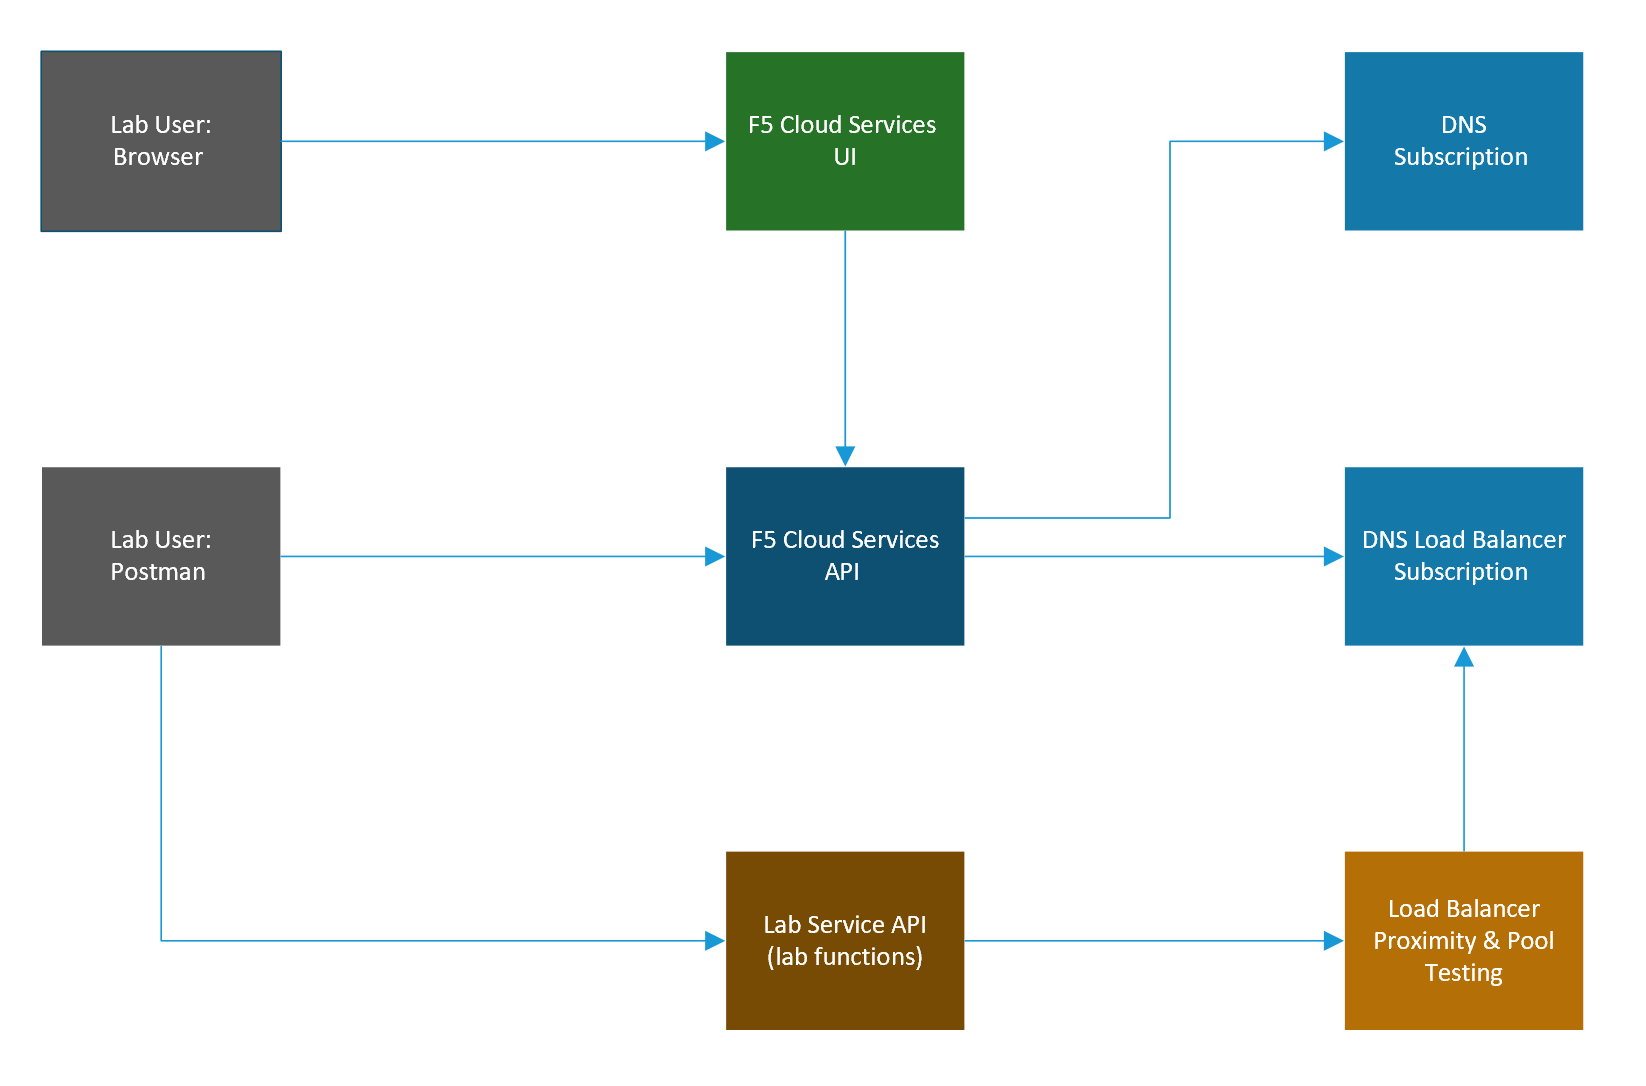 Lab User:
Browser
F5 Cloud Services
UI
DNS
Subscription
Lab User:
Postman
F5 Cloud Services
API
DNS Load Balancer
Subscription
Lab Service API
(lab functions)
Load Balancer
Proximity & Pool
Testing